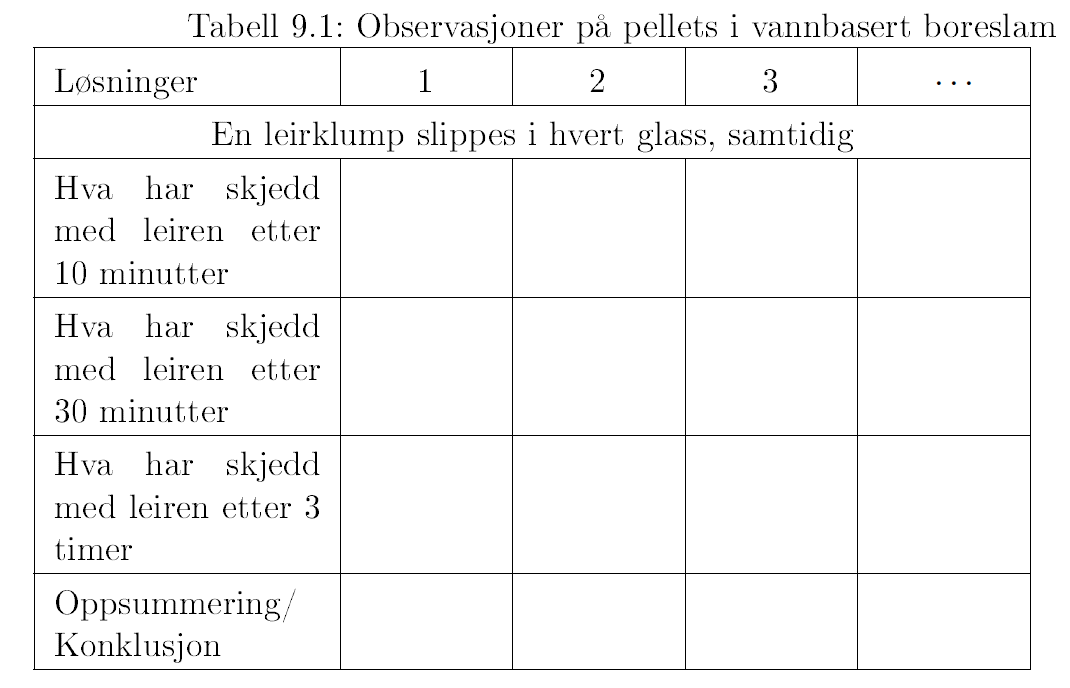 Tabell 9.1: Observasjoner på pellets i vannbasert boreslam
Løsninger 1 2 3 ···
En leirklump slippes i hvert glass, samtidig
Hva har skjedd
med leiren etter
10 minutter
Hva har skjedd
med leiren etter
30 minutter
Hva har skjedd
med leiren etter 3
timer
Oppsummering/
Konklusjon